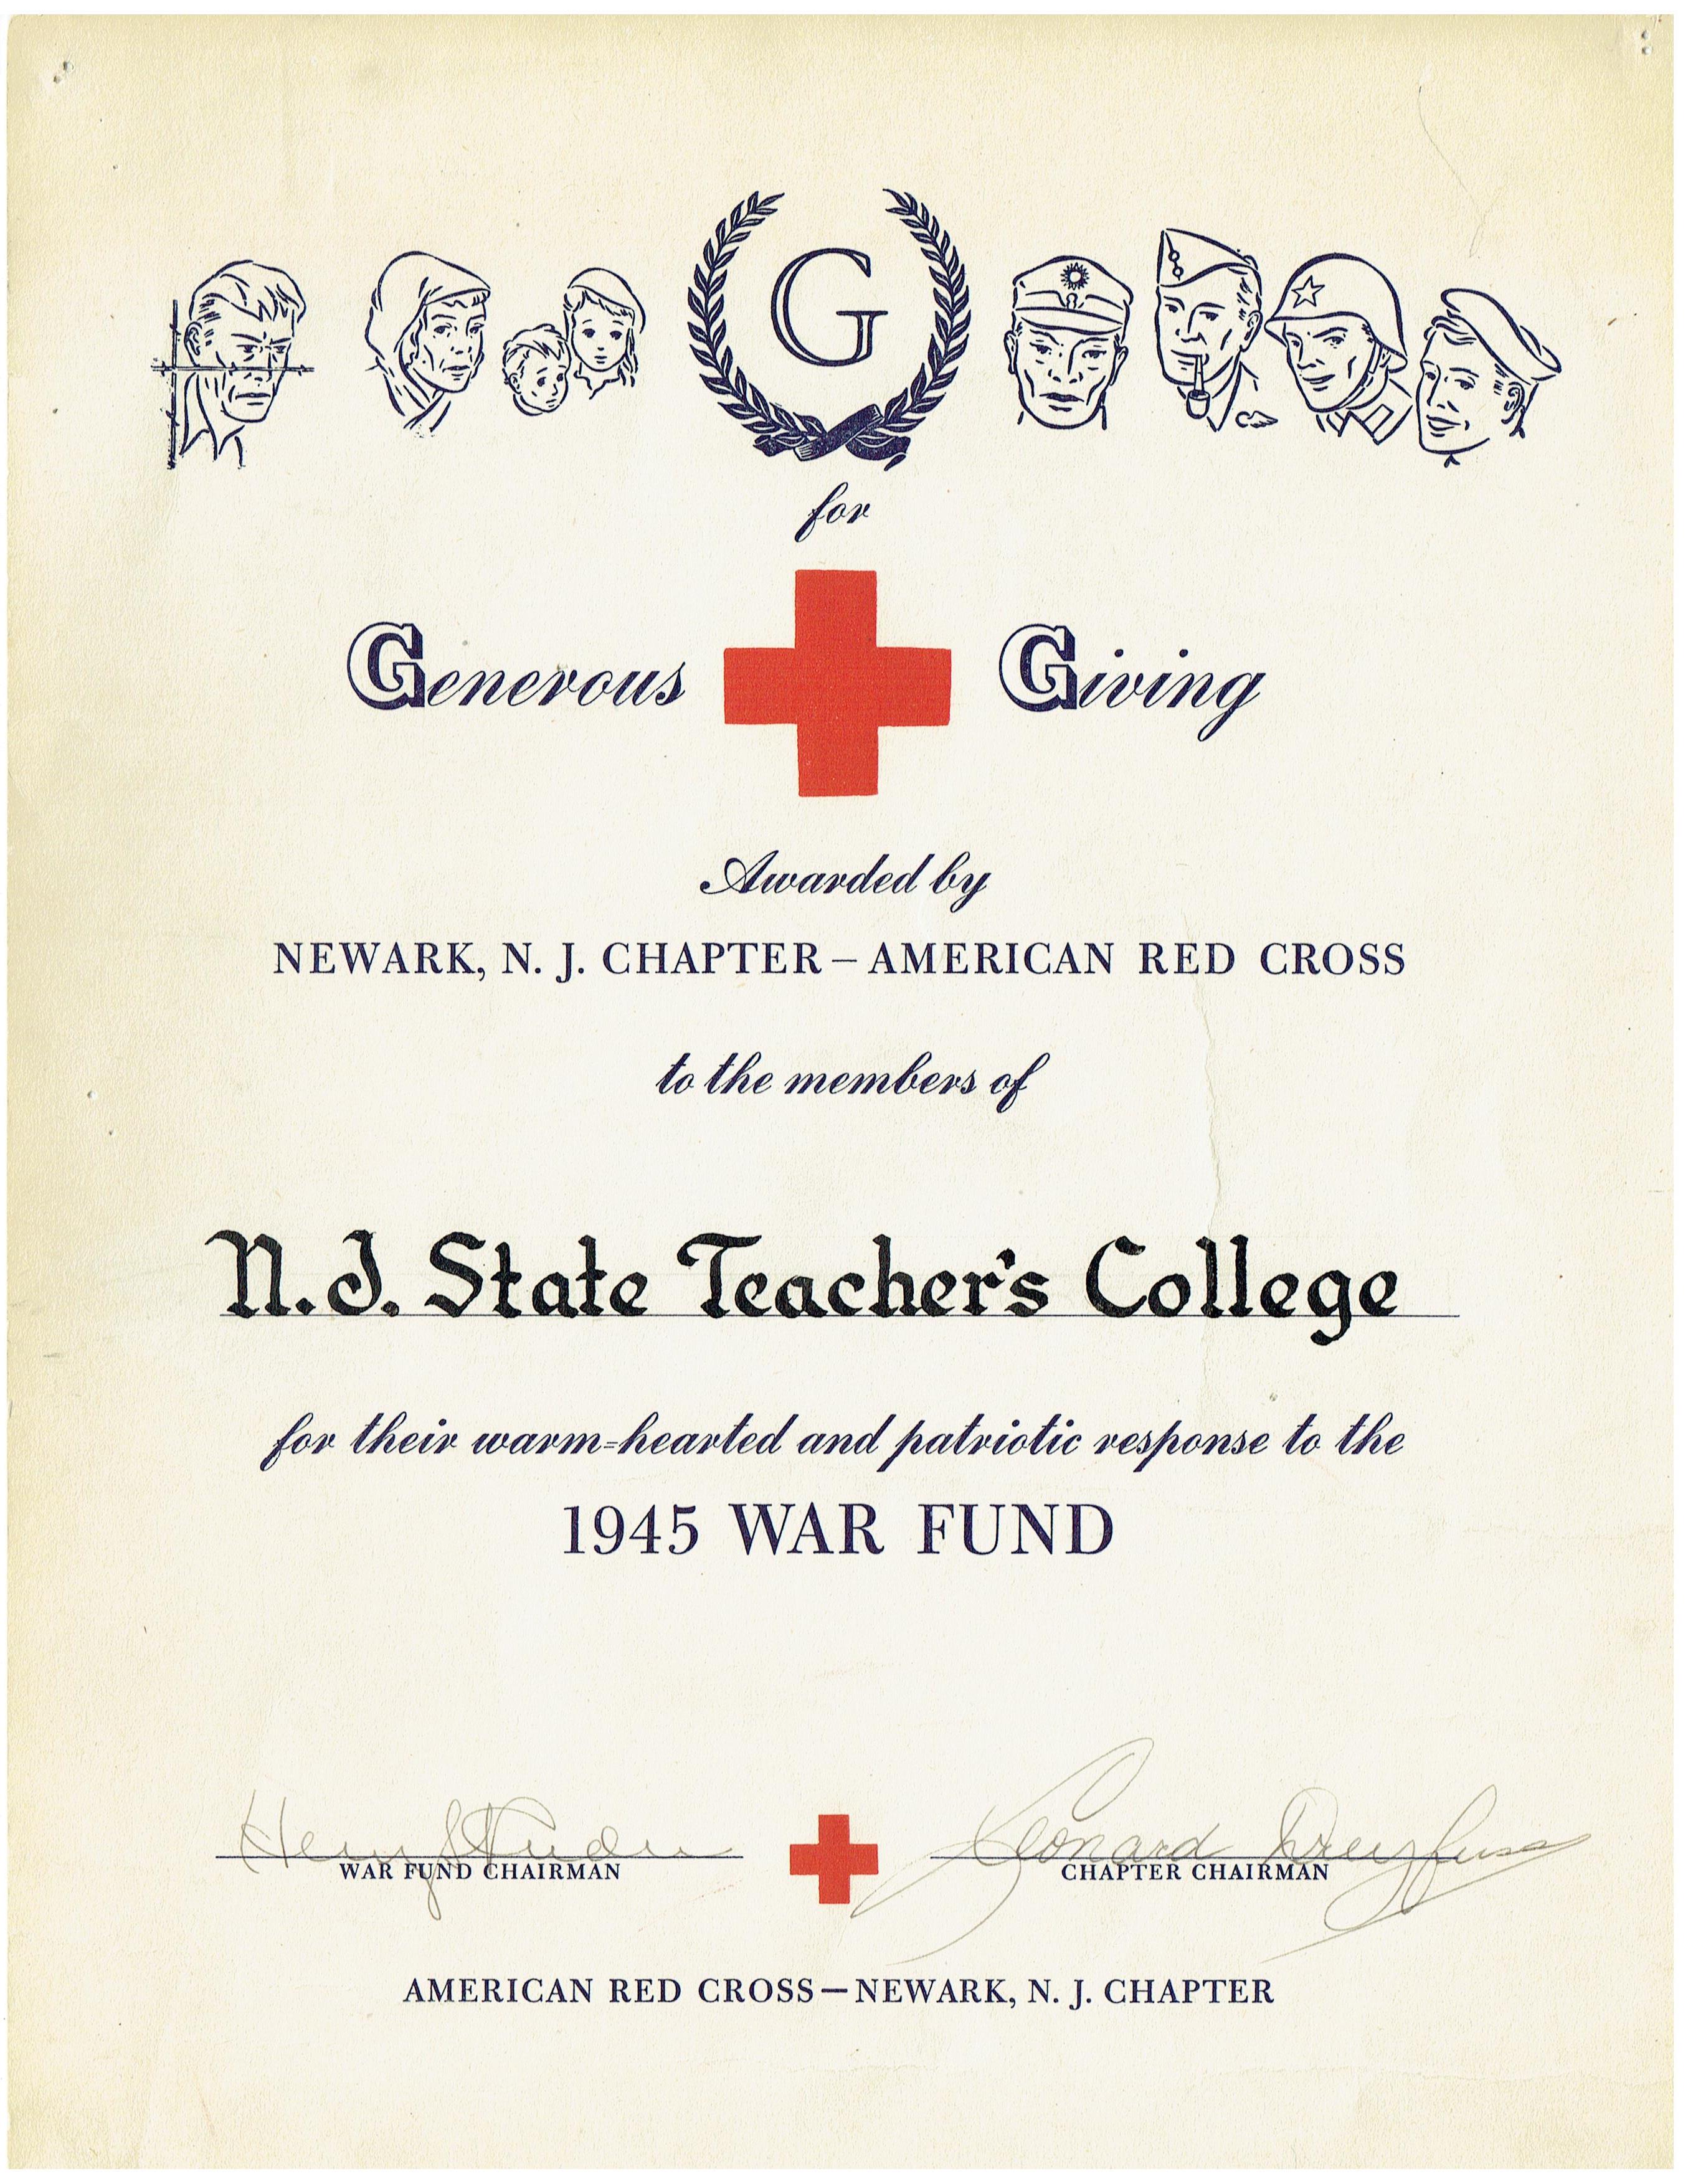 G
for
Generous Giving
Awarded by
NEWARK, N. J. CHAPTER – AMERICAN RED CROSS
to the members of
N.J. State Teacher's College
for their warm-hearted and patriotic response to the
1945 WAR FUND
Leonard Dreyfuss
WAR FUND CHAIRMAN CHAPTER CHAIRMAN
AMERICAN RED CROSS — NEWARK, N. J. CHAPTER